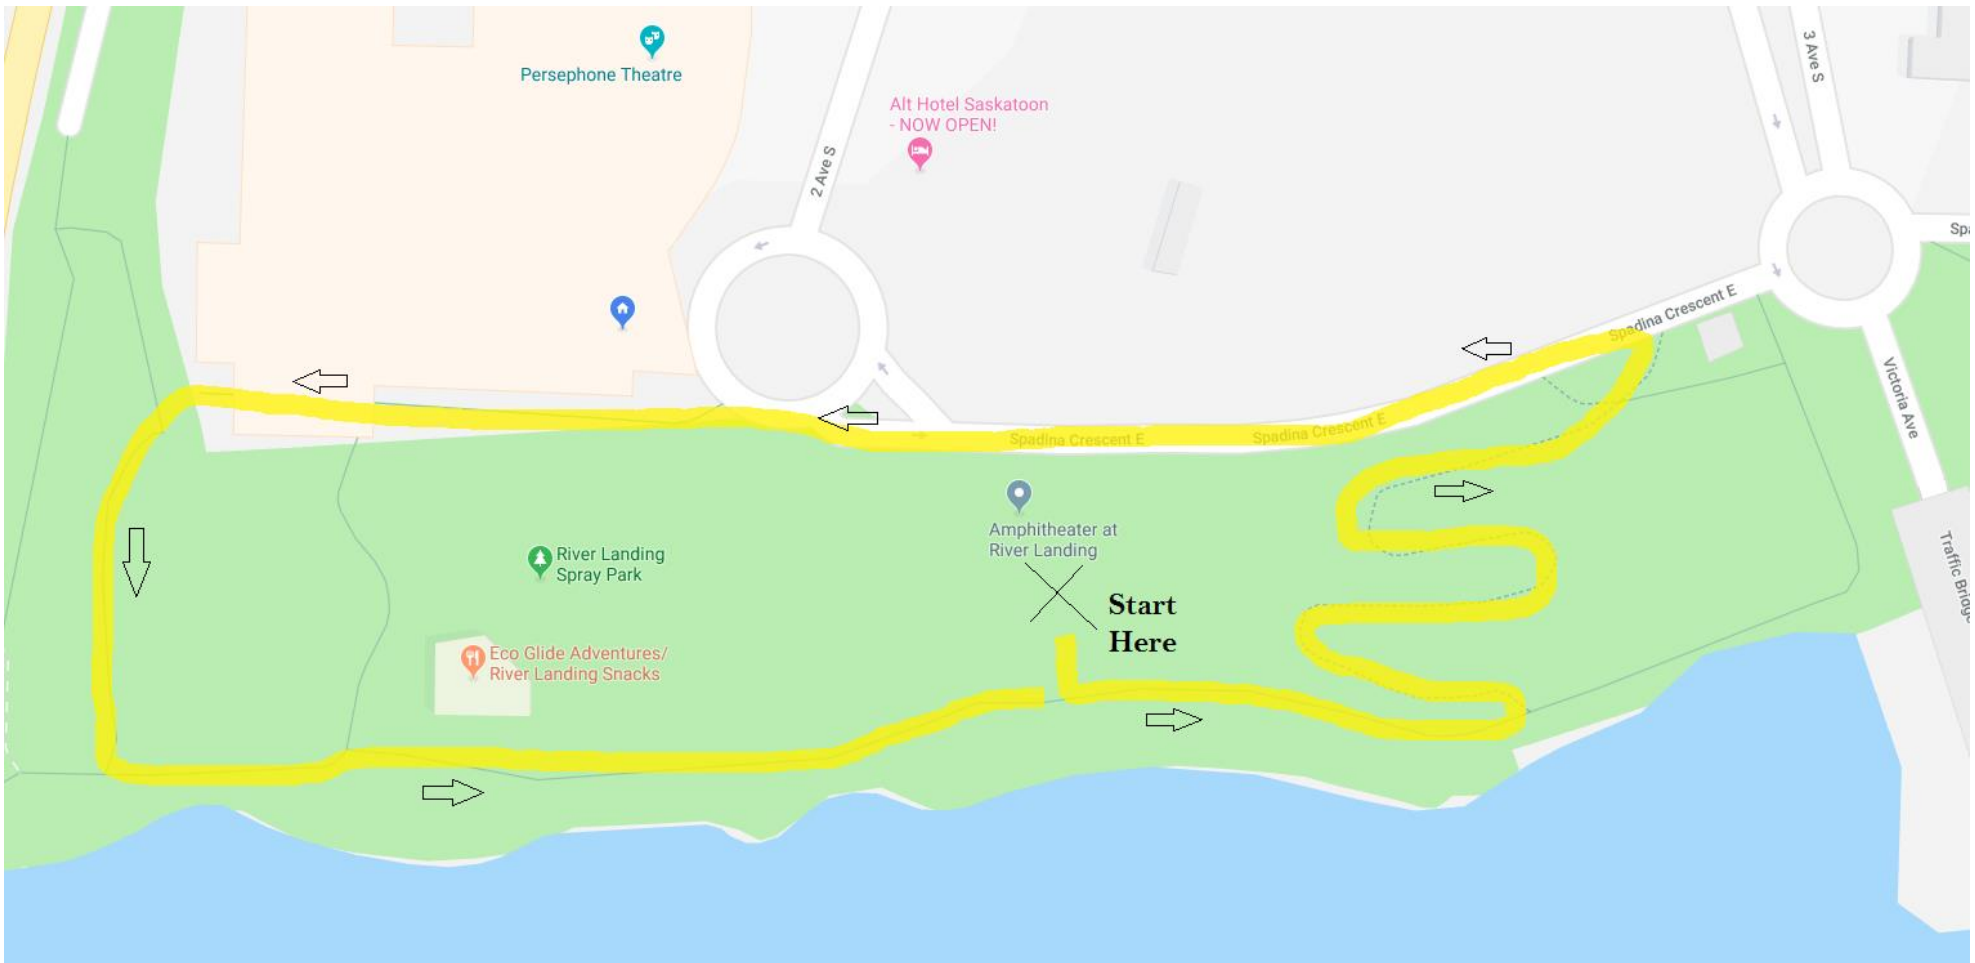 Persephone Theatre
Alt Hotel Saskatoon
- NOW OPEN!
3 Ave S
2 Ave S
Spa
Spadina Crescent E
Victoria Ave
Spadina Crescent E
Spadina Crescent E
Amphitheater at
River Landing
River Landing
Spray Park
Traffic Bridge
Start
Here
Eco Glide Adventures/
River Landing Snacks